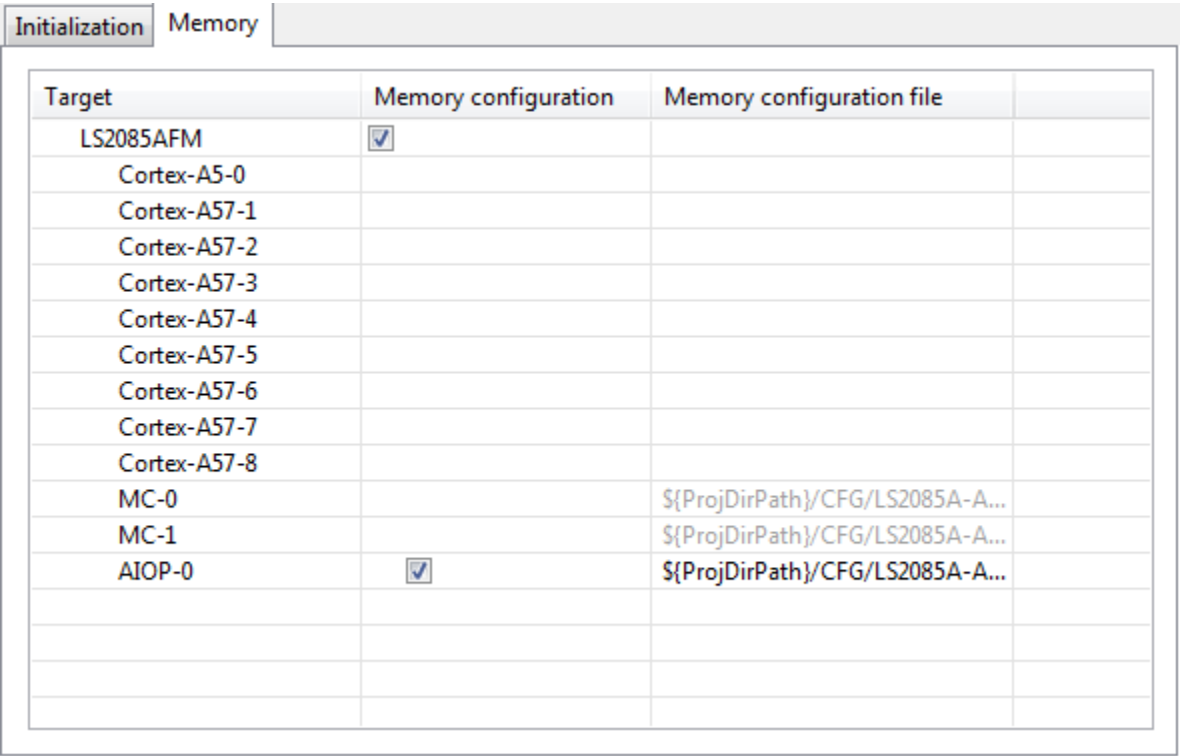 Initialization Memory
Target Memory configuration Memory configuration file
LS2085AFM
Cortex-A5-0
Cortex-A57-1
Cortex-A57-2
Cortex-A57-3
Cortex-A57-4
Cortex-A57-5
Cortex-A57-6
Cortex-A57-7
Cortex-A57-8
MC-0 ${ProjDirPath}/CFG/LS2085A-A...
MC-1 ${ProjDirPath}/CFG/LS2085A-A...
AIOP-0 ${ProjDirPath}/CFG/LS2085A-A...